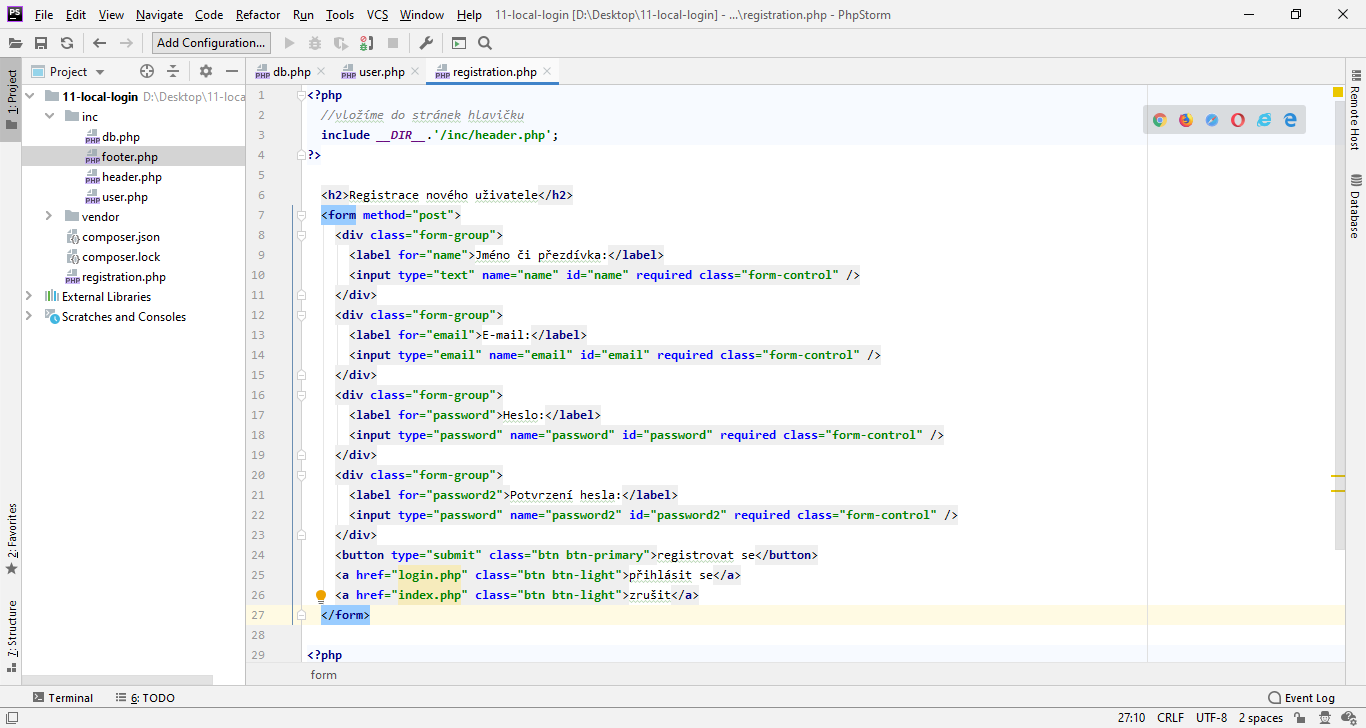 PS File Edit View Navigate Code Refactor Run Tools VCS Window Help 11-local-login [D:\Desktop\11-local-login] - ...\registration.php - PhpStorm
Add Configuration...
Project
db.php user.php registration.php
1: Project
2: Favorites
7: Structure
11-local-login D:\Desktop\11-loca
inc
db.php
footer.php
header.php
user.php
vendor
composer.json
composer.lock
registration.php
External Libraries
Scratches and Consoles
1 <?php
2 //vložíme do stránek hlavičku
3 include __DIR__.'/inc/header.php';
4 ?>
5
6 <h2>Registrace nového uživatele</h2>
7 <form method="post">
8 <div class="form-group">
9 <label for="name">Jméno či přezdívka:</label>
10 <input type="text" name="name" id="name" required class="form-control" />
11 </div>
12 <div class="form-group">
13 <label for="email">E-mail:</label>
14 <input type="email" name="email" id="email" required class="form-control" />
15 </div>
16 <div class="form-group">
17 <label for="password">Heslo:</label>
18 <input type="password" name="password" id="password" required class="form-control" />
19 </div>
20 <div class="form-group">
21 <label for="password2">Potvrzení hesla:</label>
22 <input type="password" name="password2" id="password2" required class="form-control" />
23 </div>
24 <button type="submit" class="btn btn-primary">registrovat se</button>
25 <a href="login.php" class="btn btn-light">přihlásit se</a>
26 <a href="index.php" class="btn btn-light">zrušit</a>
27 </form>
28
29 <?php
form
Remote Host
Database
Terminal 6: TODO Event Log
27:10 CRLF UTF-8 2 spaces